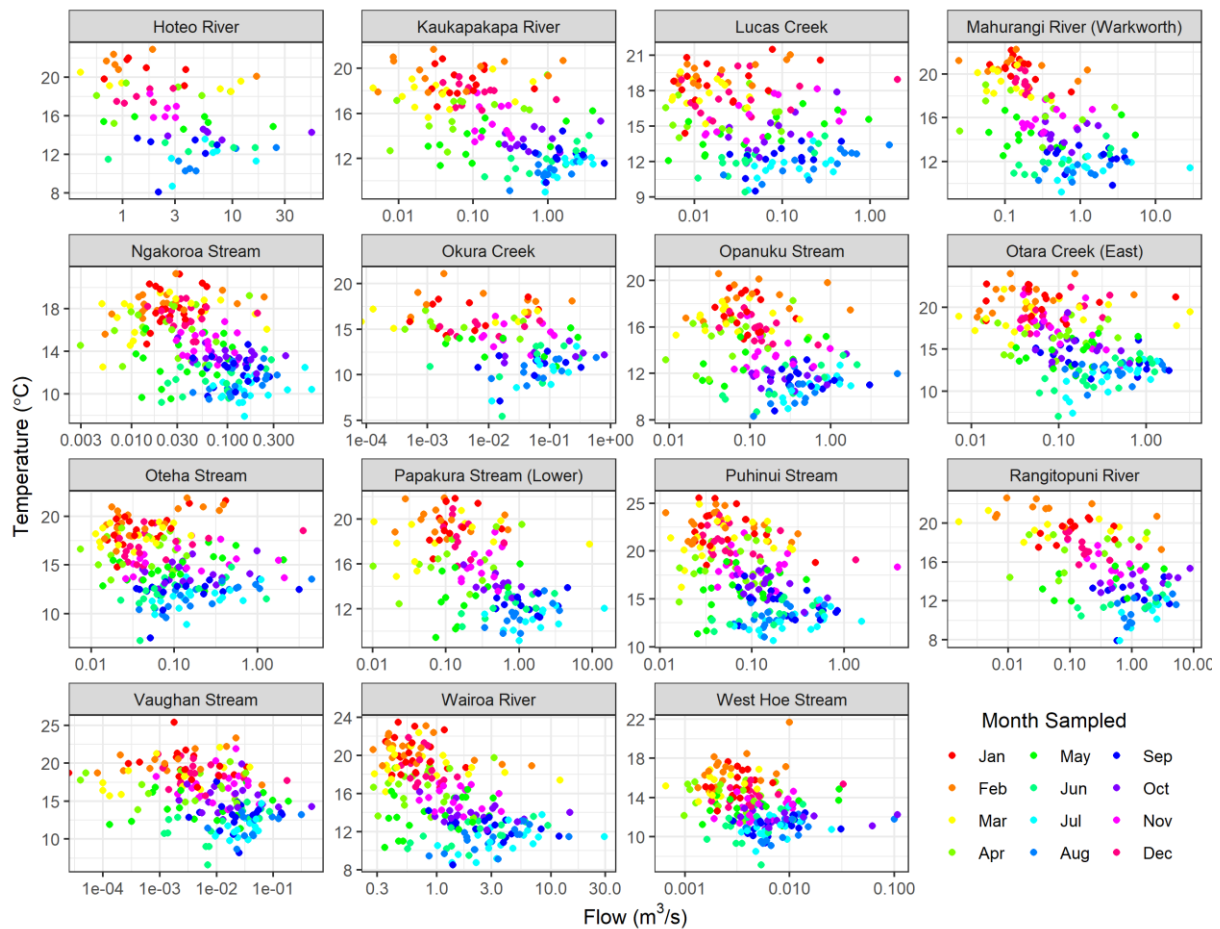 Hoteo River
Kaukapakapa River
Lucas Creek
Mahurangi River (Warkworth)
20
16
12
8
1
3
10
30
20
16
12
0.01
0.10
1.00
21
18
15
12
9
0.01
0.10
1.00
20
16
12
0.1
1.0
10.0
Ngakoroa Stream
Okura Creek
Opanuku Stream
Otara Creek (East)
18
14
10
0.003
0.010
0.030
0.100
0.300
20
15
10
5
1e-04
1e-03
1e-02
1e-01
1e+00
20
16
12
8
0.01
0.10
1.00
25
20
15
10
0.01
0.10
1.00
Oteha Stream
Papakura Stream (Lower)
Puhinui Stream
Rangitopuni River
20
15
10
0.01
0.10
1.00
20
16
12
0.01
0.10
1.00
10.00
25
20
15
10
0.01
0.10
1.00
20
16
12
8
0.01
0.10
1.00
10.00
Vaughan Stream
Wairoa River
West Hoe Stream
25
20
15
10
1e-04
1e-03
1e-02
1e-01
24
20
16
12
8
0.3
1.0
3.0
10.0
30.0
22
18
14
10
0.001
0.010
0.100
Temperature (°C)
Flow (m³/s)
Month Sampled
Jan
May
Sep
Feb
Jun
Oct
Mar
Jul
Nov
Apr
Aug
Dec